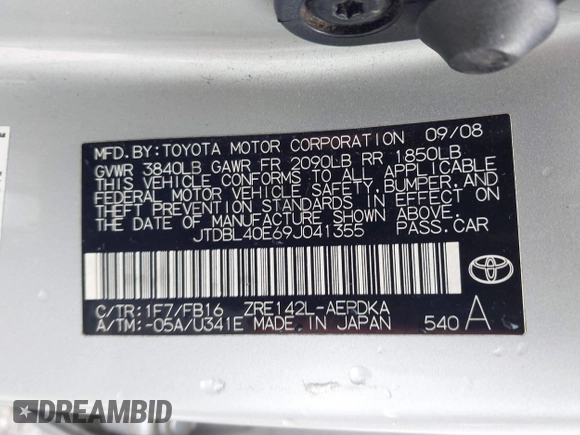 MFD. BY: TOYOTA MOTOR CORPORATION 09/08
GVWR 3840LB GAWR FR 2090LB RR 1850LB
THIS VEHICLE CONFORMS TO ALL APPLICABLE
FEDERAL MOTOR VEHICLE SAFETY, BUMPER, AND
THEFT PREVENTION STANDARDS IN EFFECT ON
THE DATE OF MANUFACTURE SHOWN ABOVE.
JTDBL40E69J041355 PASS. CAR
C/TR: 1F7/FB16 ZRE142L-AERDKA
A/TM: -05A/U341E MADE IN JAPAN 540 A
DREAMBID